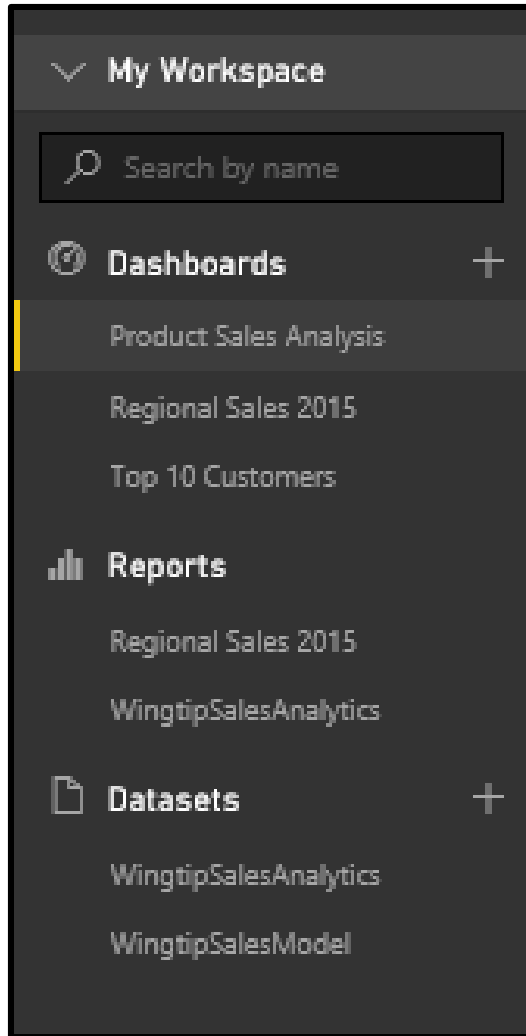 My Workspace
Search by name
Dashboards
Product Sales Analysis
Regional Sales 2015
Top 10 Customers
Reports
Regional Sales 2015
WingtipSalesAnalytics
Datasets
WingtipSalesAnalytics
WingtipSalesModel